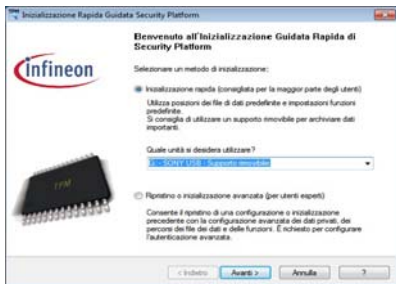 Inizializzazione Rapida Guidata Security Platform
Benvenuto all'Inizializzazione Guidata Rapida di
Security Platform
infineon
Selezionare un metodo di inizializzazione:
Inizializzazione rapida (consigliata per la maggior parte degli utenti)
Utilizza posizioni dei file di dati predefinite e impostazioni funzioni
predefinite.
Si consiglia di utilizzare un supporto rimovibile per archiviare dati
importanti.
Quale unità si desidera utilizzare?
SONY USB : Supporto rimovibile
TPM
Ripristino o inizializzazione avanzata (per utenti esperti)
Consente il ripristino di una configurazione o inizializzazione
precedente con la configurazione avanzata dei dati privati, dei
percorsi dei file dei dati e delle funzioni. È richiesto per configurare
l'autenticazione avanzata.
< Indietro
Avanti >
Annulla
?